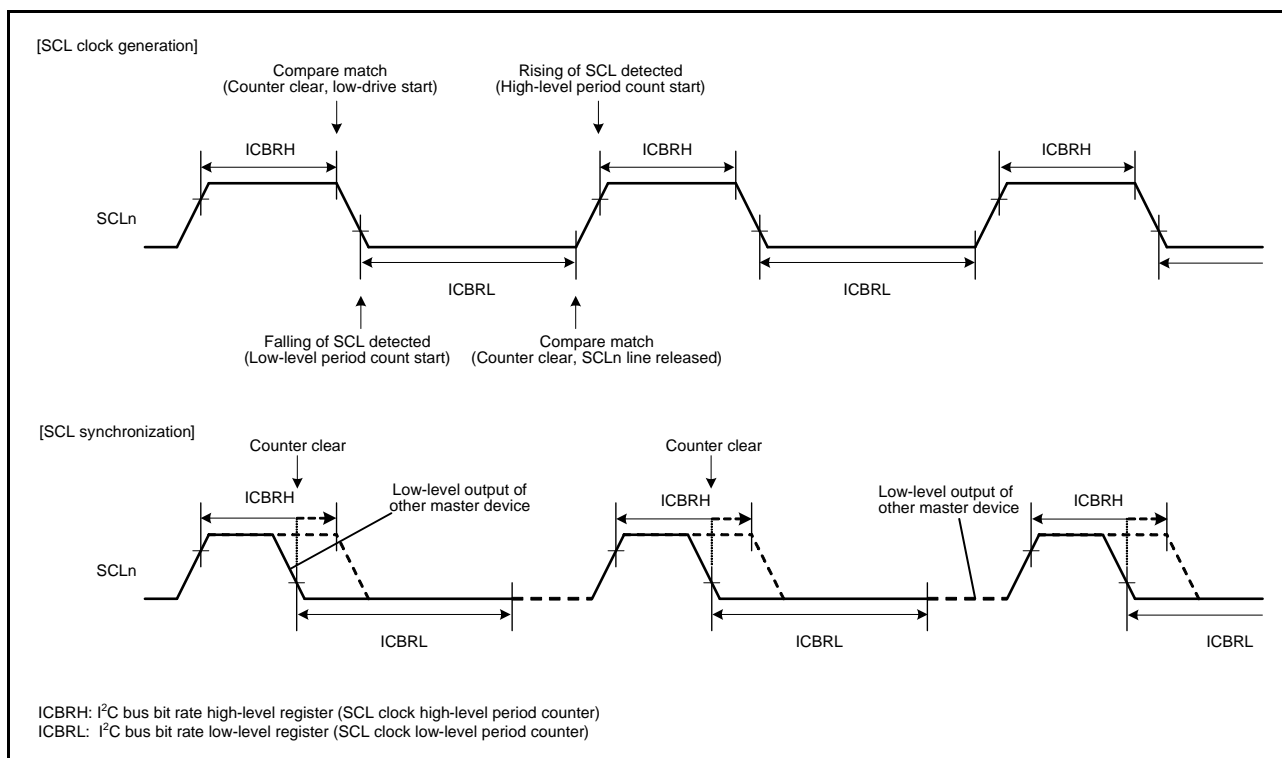 [SCL clock generation]
Compare match
(Counter clear, low-drive start)
Rising of SCL detected
(High-level period count start)
ICBRH
ICBRH
ICBRH
SCLn
ICBRL
ICBRL
Falling of SCL detected
(Low-level period count start)
Compare match
(Counter clear, SCLn line released)
[SCL synchronization]
Counter clear
Counter clear
ICBRH
Low-level output of
other master device
ICBRH
Low-level output of
other master device
ICBRH
SCLn
ICBRL
ICBRL
ICBRL
ICBRH: I²C bus bit rate high-level register (SCL clock high-level period counter)
ICBRL: I²C bus bit rate low-level register (SCL clock low-level period counter)